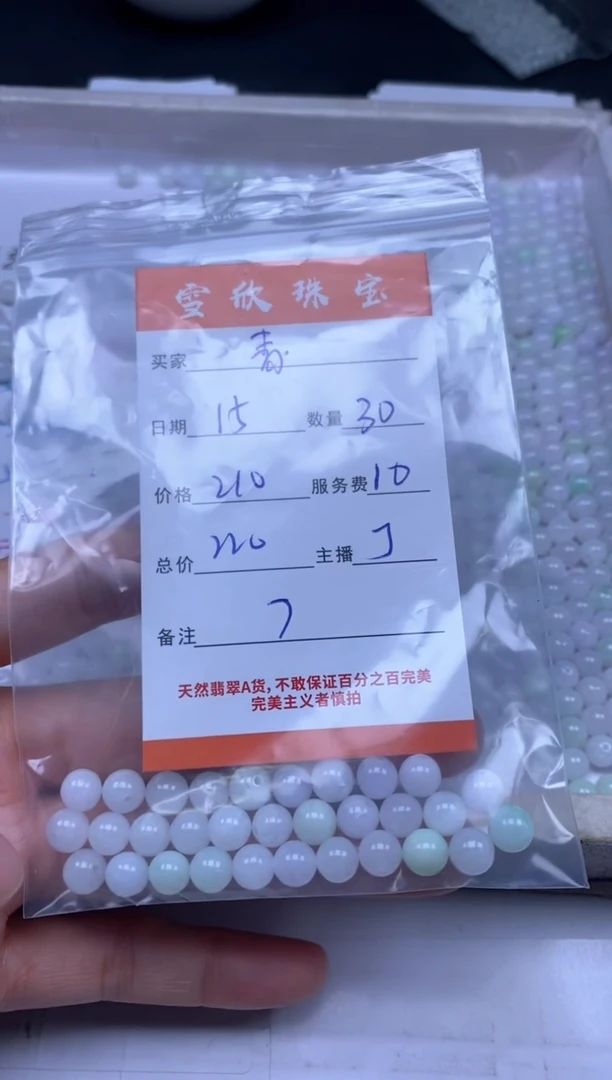 雪欣珠宝
买家 青
日期 15 数量 30
价格 210 服务费 10
总价 220 主播 J
备注 7
天然翡翠A货,不敢保证百分之百完美
完美主义者慎拍